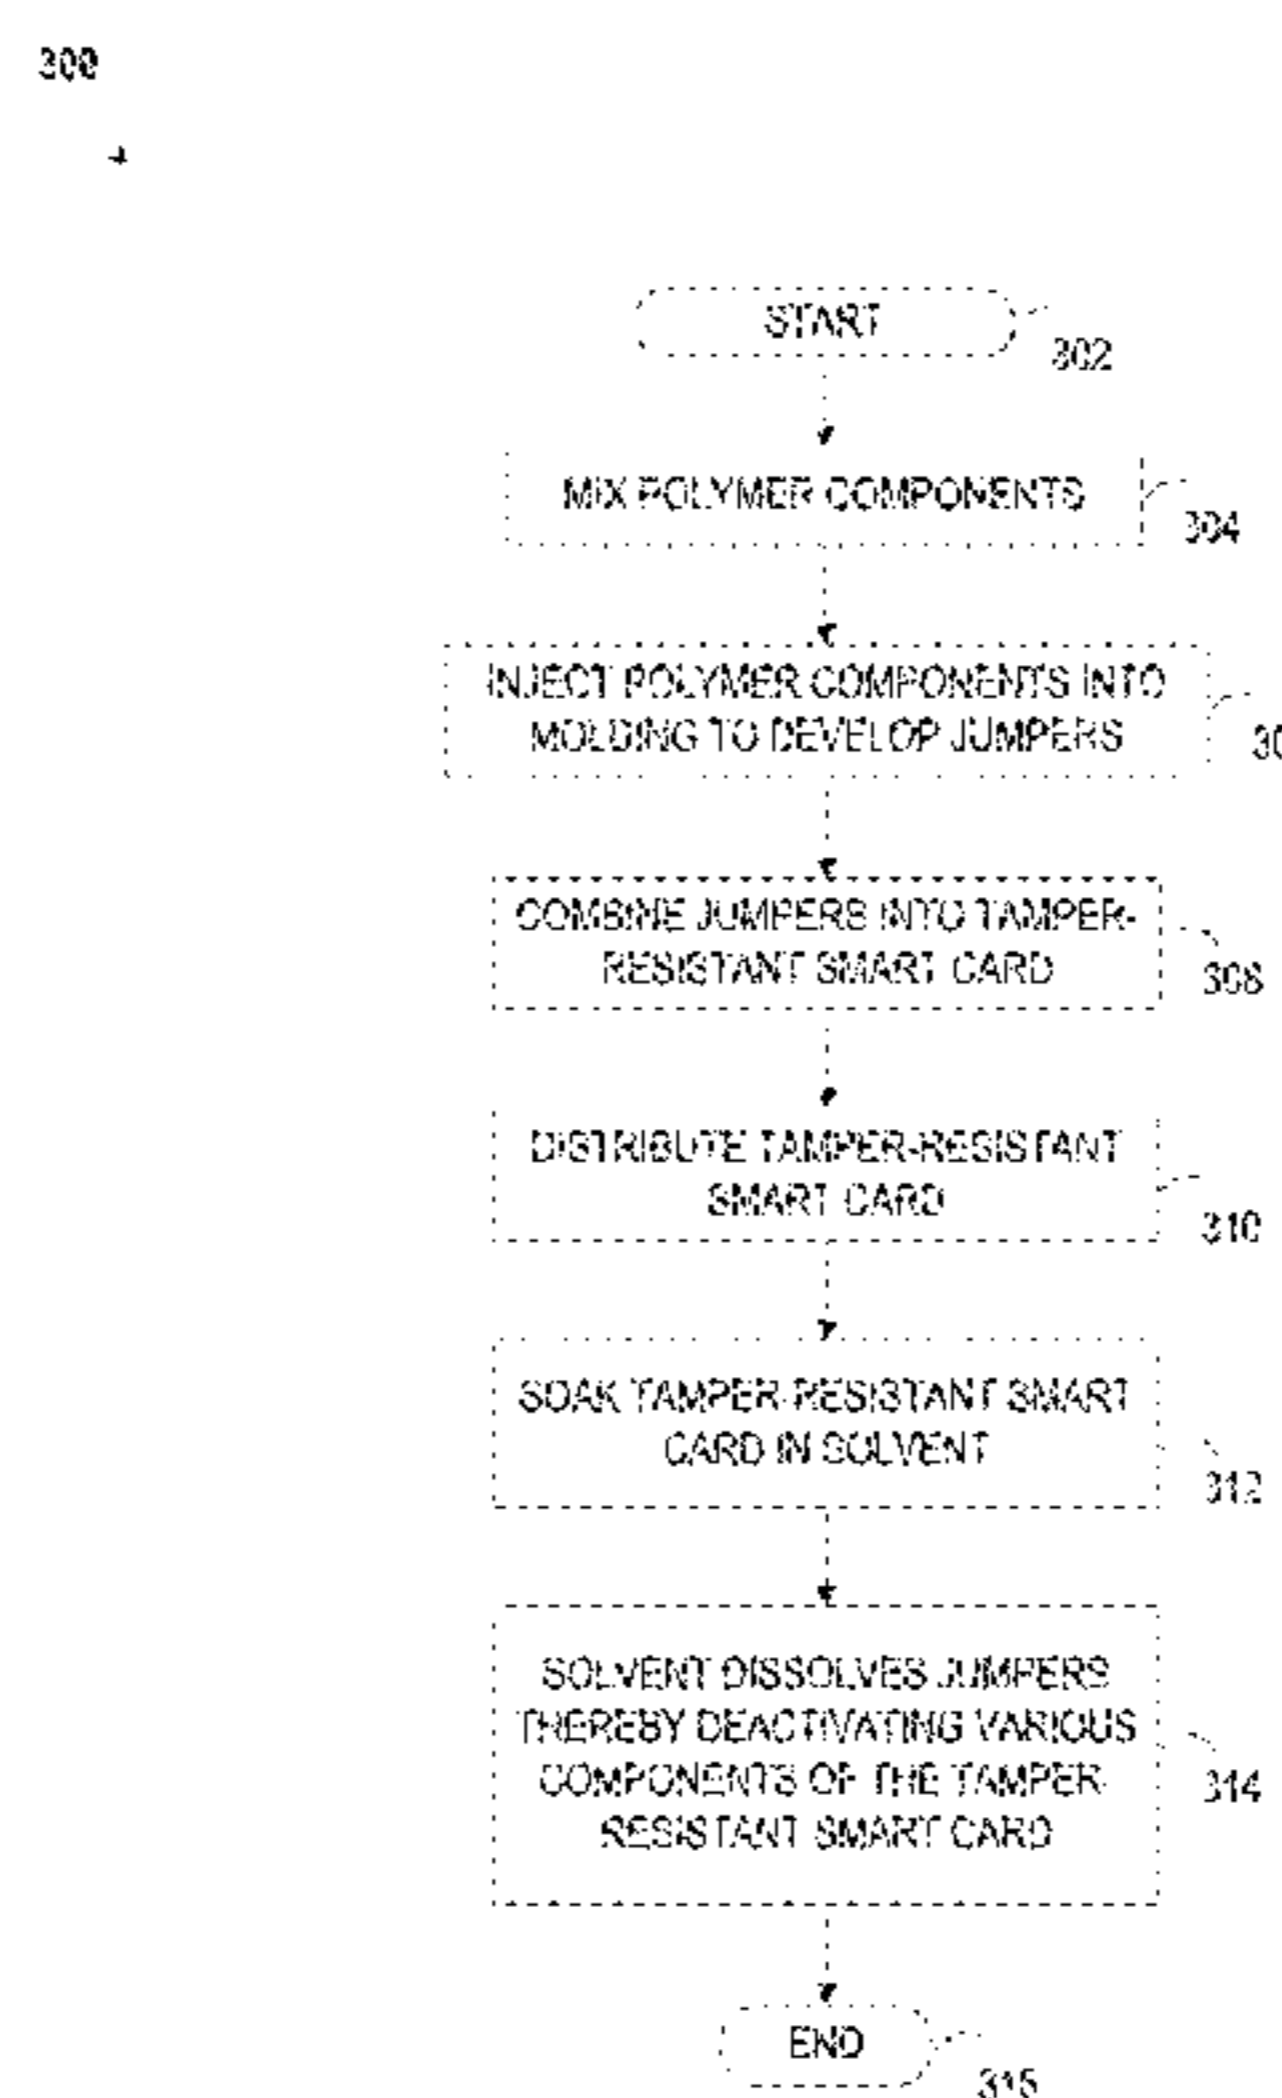 300
START
302
MIX POLYMER COMPONENTS
304
INJECT POLYMER COMPONENTS INTO
MOLDING TO DEVELOP JUMPERS
30
COMBINE JUMPERS INTO TAMPER-
RESISTANT SMART CARD
308
DISTRIBUTE TAMPER-RESISTANT
SMART CARD
310
SOAK TAMPER-RESISTANT SMART
CARD IN SOLVENT
312
SOLVENT DISSOLVES JUMPERS
THEREBY DEACTIVATING VARIOUS
COMPONENTS OF THE TAMPER-
RESISTANT SMART CARD
314
END